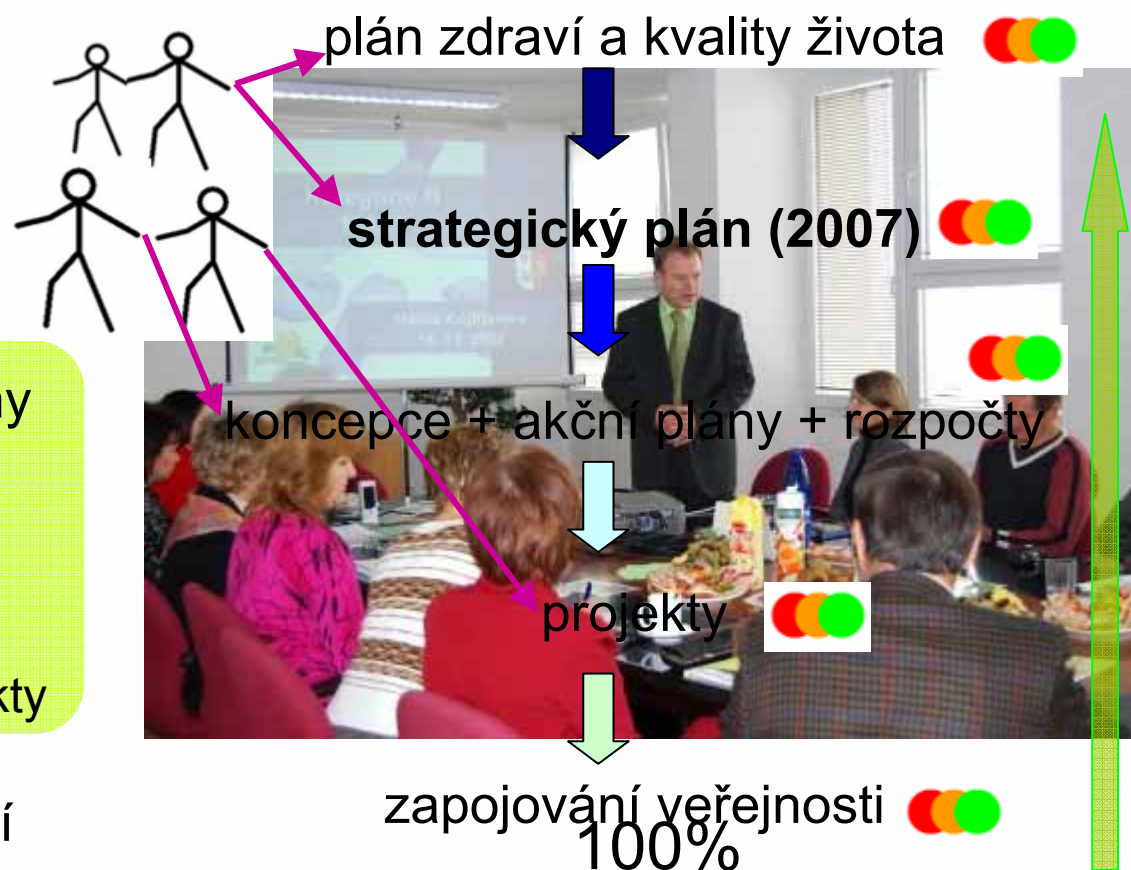 plán zdraví a kvality života
strategický plán (2007)
koncepce + akční plány + rozpočty
projekty
zapojování veřejnosti
100%